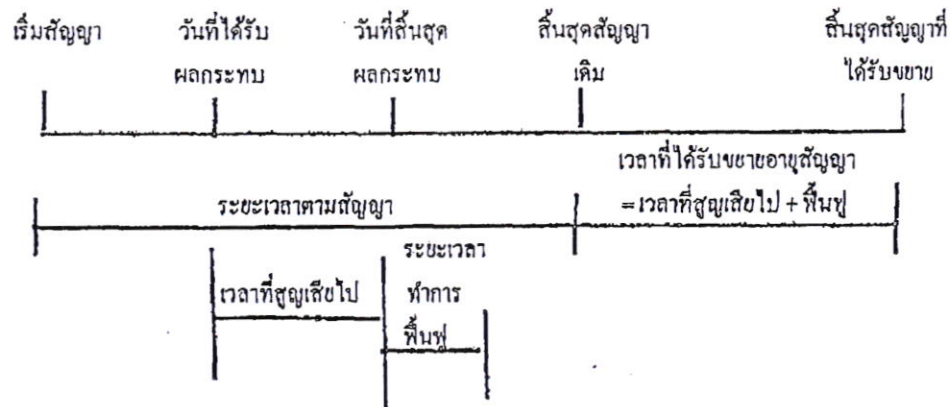 เริ่มสัญญา วันที่ได้รับ วันที่สิ้นสุด สิ้นสุดสัญญา สิ้นสุดสัญญาที่
ผลกระทบ ผลกระทบ เดิม ได้รับขยาย
เวลาที่ได้รับขยายอายุสัญญา
ระยะเวลาตามสัญญา =เวลาที่สูญเสียไป + ฟื้นฟู
ระยะเวลา
เวลาที่สูญเสียไป ทำการ
ฟื้นฟู